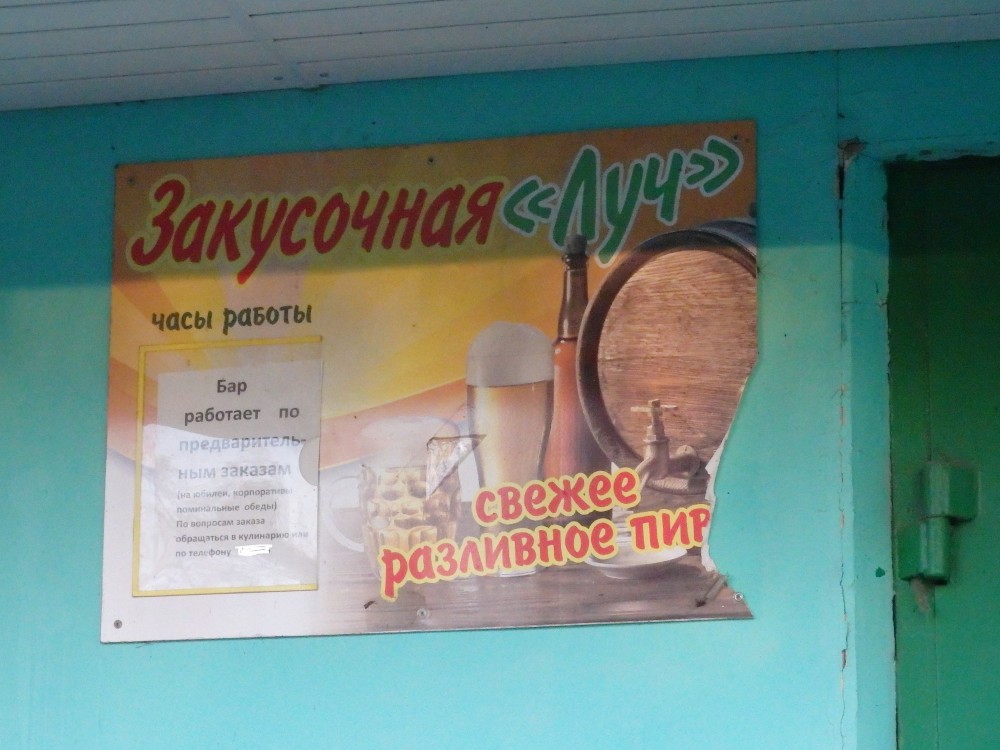 Закусочная «Луч»
часы работы
Бар
работает по
предваритель-
ным заказам
(на юбилеи, корпоративы
поминальные обеды)
По вопросам заказа
обращаться в кулинарию или
по телефону
свежее
разливное пир